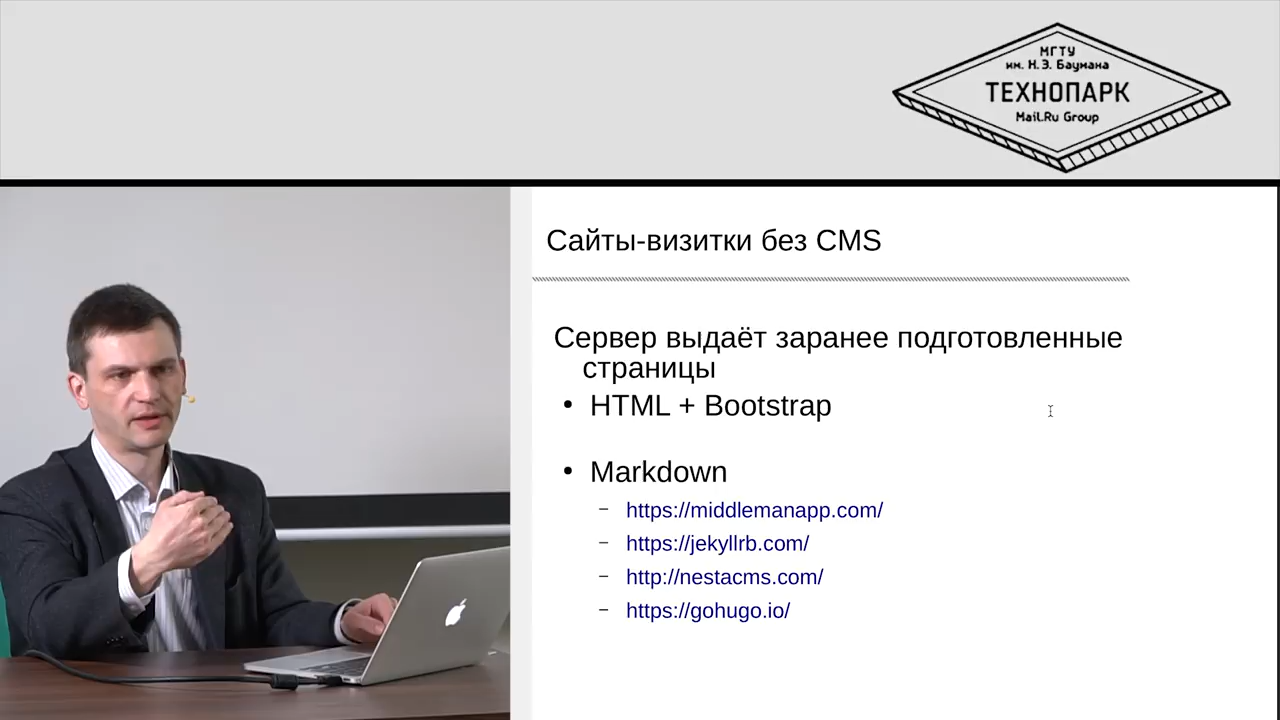 МГТУ
им. Н.Э. Баумана
ТЕХНОПАРК
Mail.Ru Group
Сайты-визитки без CMS
Сервер выдаёт заранее подготовленные
страницы
• HTML + Bootstrap
• Markdown
– https://middlemanapp.com/
– https://jekyllrb.com/
– http://nestacms.com/
– https://gohugo.io/